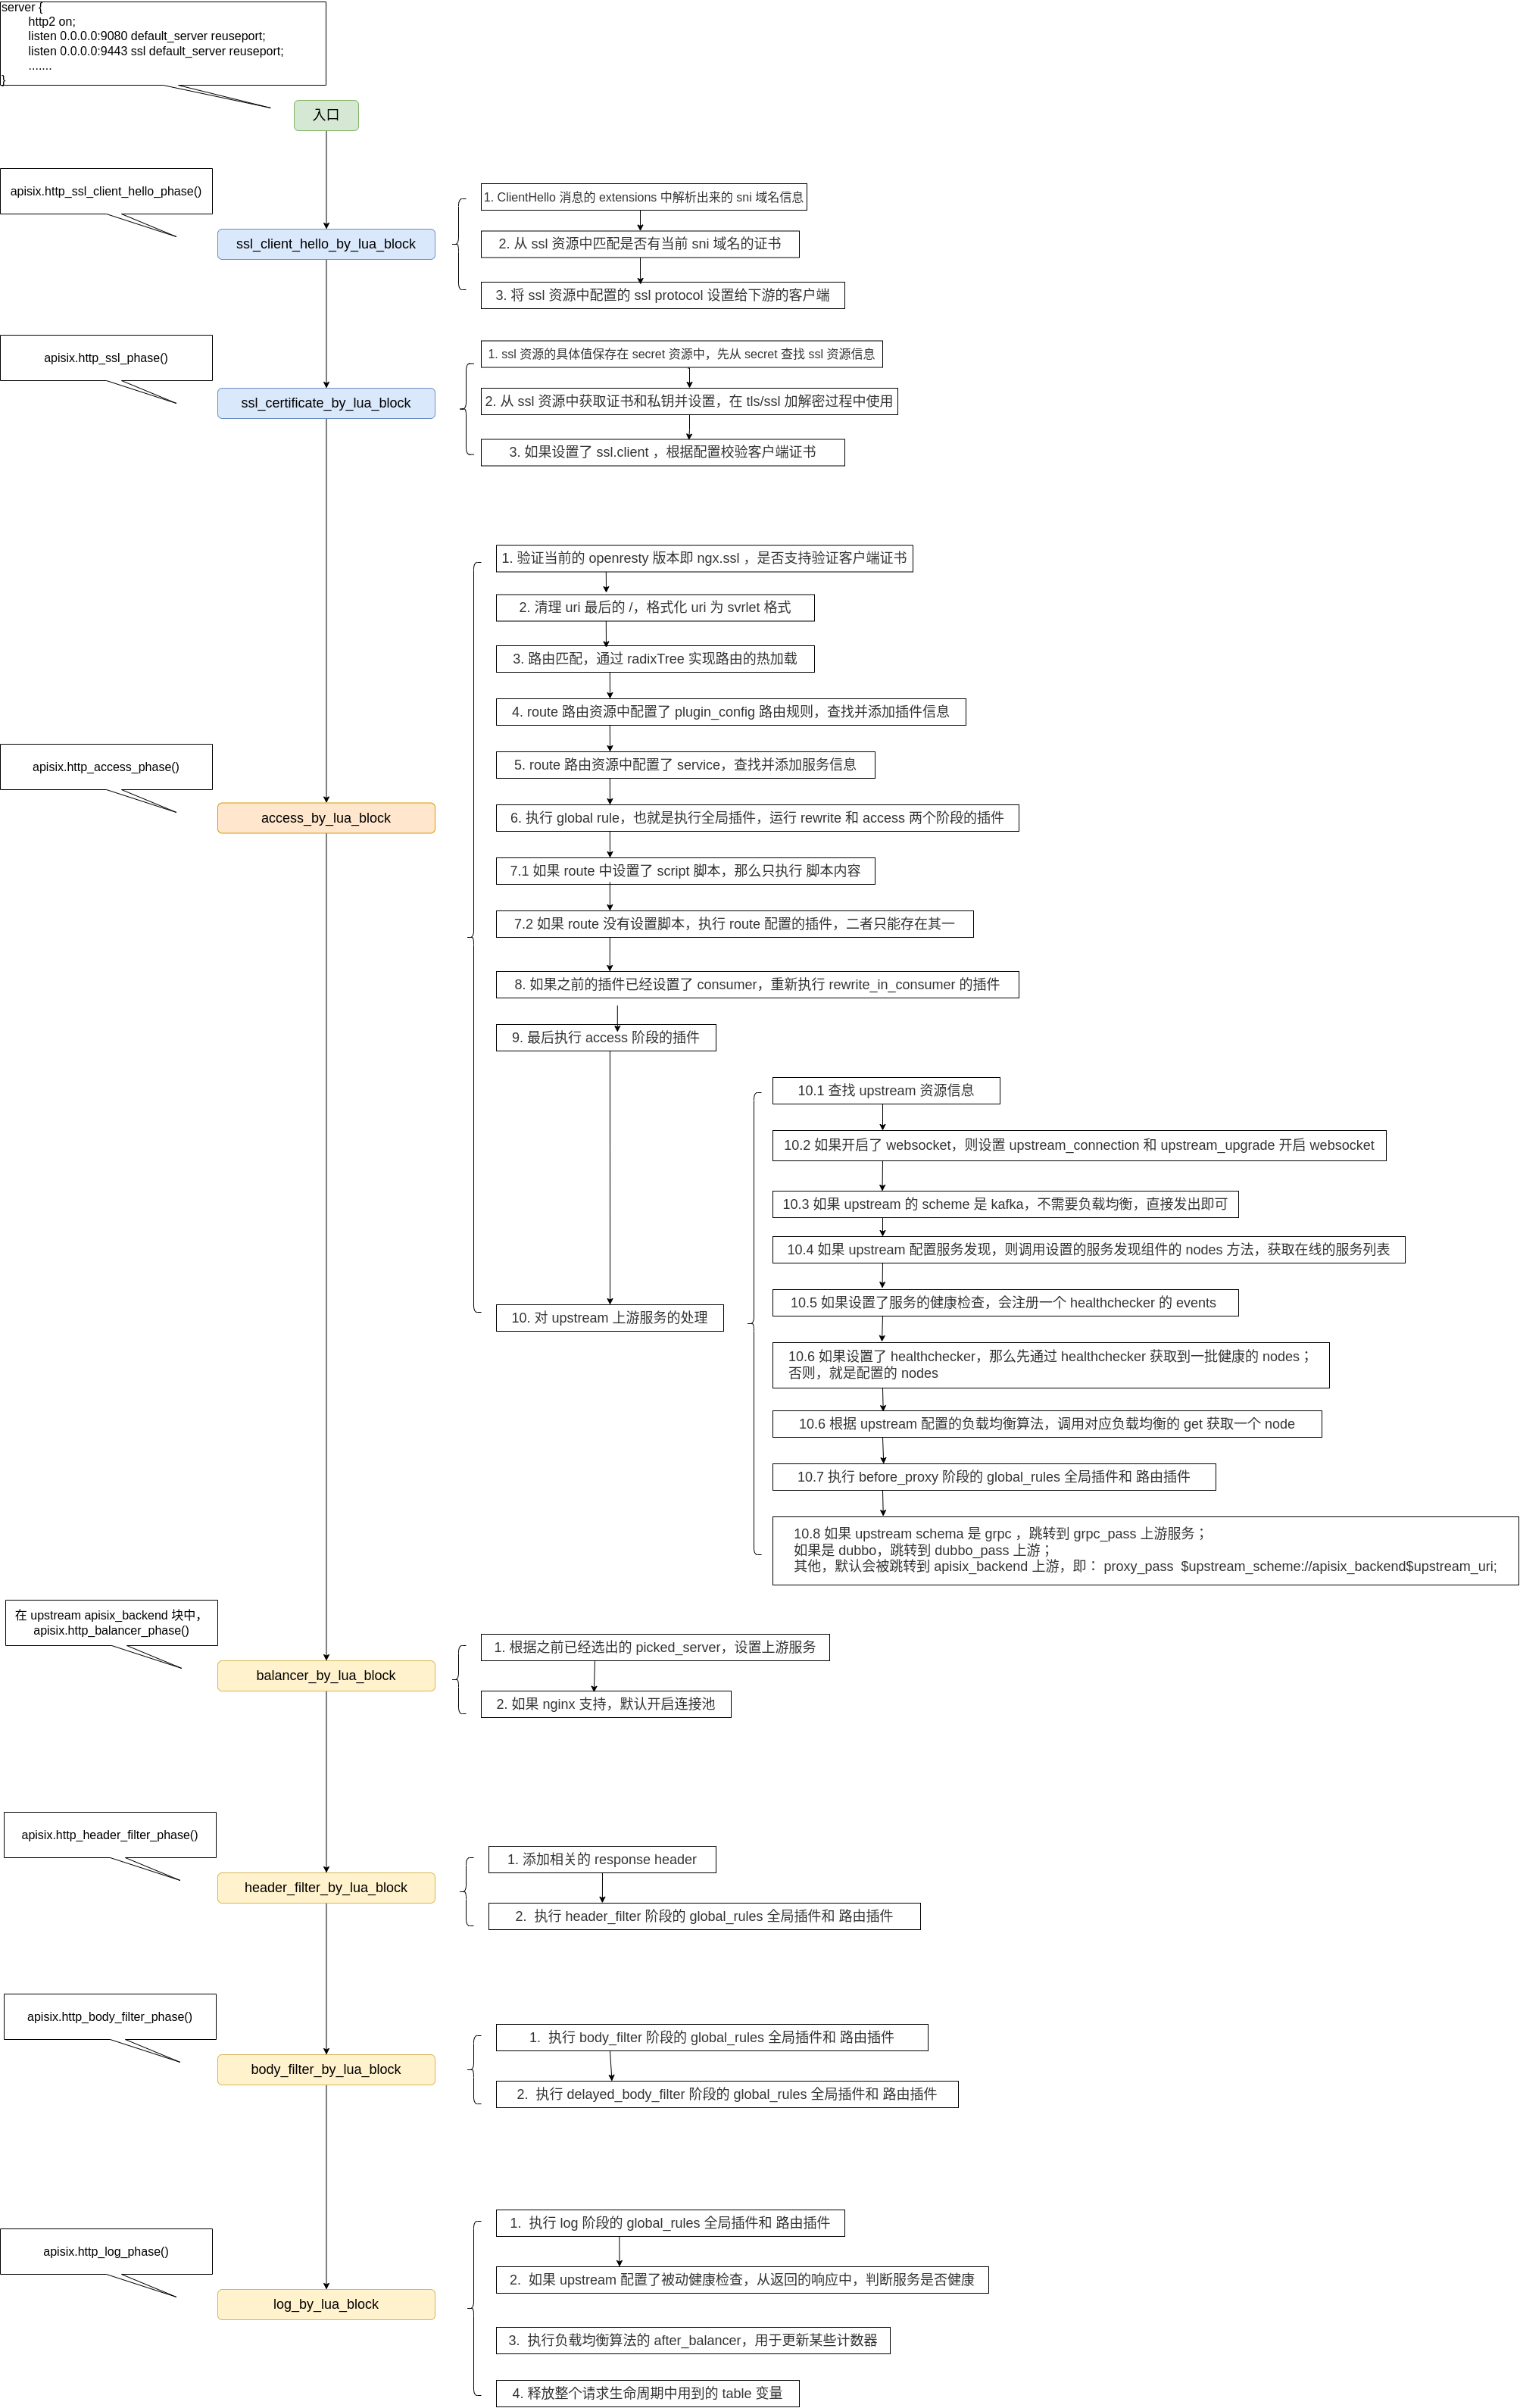 server {
http2 on;
listen 0.0.0.0:9080 default_server reuseport;
listen 0.0.0.0:9443 ssl default_server reuseport;
.......
}
入口
apisix.http_ssl_client_hello_phase()
ssl_client_hello_by_lua_block
1. ClientHello 消息的 extensions 中解析出来的 sni 域名信息
2. 从 ssl 资源中匹配是否有当前 sni 域名的证书
3. 将 ssl 资源中配置的 ssl protocol 设置给下游的客户端
apisix.http_ssl_phase()
ssl_certificate_by_lua_block
1. ssl 资源的具体值保存在 secret 资源中，先从 secret 查找 ssl 资源信息
2. 从 ssl 资源中获取证书和私钥并设置，在 tls/ssl 加解密过程中使用
3. 如果设置了 ssl.client ，根据配置校验客户端证书
apisix.http_access_phase()
access_by_lua_block
1. 验证当前的 openresty 版本即 ngx.ssl ，是否支持验证客户端证书
2. 清理 uri 最后的 /，格式化 uri 为 svrlet 格式
3. 路由匹配，通过 radixTree 实现路由的热加载
4. route 路由资源中配置了 plugin_config 路由规则，查找并添加插件信息
5. route 路由资源中配置了 service，查找并添加服务信息
6. 执行 global rule，也就是执行全局插件，运行 rewrite 和 access 两个阶段的插件
7.1 如果 route 中设置了 script 脚本，那么只执行 脚本内容
7.2 如果 route 没有设置脚本，执行 route 配置的插件，二者只能存在其一
8. 如果之前的插件已经设置了 consumer，重新执行 rewrite_in_consumer 的插件
9. 最后执行 access 阶段的插件
10. 对 upstream 上游服务的处理
10.1 查找 upstream 资源信息
10.2 如果开启了 websocket，则设置 upstream_connection 和 upstream_upgrade 开启 websocket
10.3 如果 upstream 的 scheme 是 kafka，不需要负载均衡，直接发出即可
10.4 如果 upstream 配置服务发现，则调用设置的服务发现组件的 nodes 方法，获取在线的服务列表
10.5 如果设置了服务的健康检查，会注册一个 healthchecker 的 events
10.6 如果设置了 healthchecker，那么先通过 healthchecker 获取到一批健康的 nodes；
否则，就是配置的 nodes
10.6 根据 upstream 配置的负载均衡算法，调用对应负载均衡的 get 获取一个 node
10.7 执行 before_proxy 阶段的 global_rules 全局插件和 路由插件
10.8 如果 upstream schema 是 grpc ，跳转到 grpc_pass 上游服务；
如果是 dubbo，跳转到 dubbo_pass 上游；
其他，默认会被跳转到 apisix_backend 上游，即： proxy_pass  $upstream_scheme://apisix_backend$upstream_uri;
在 upstream apisix_backend 块中，
apisix.http_balancer_phase()
balancer_by_lua_block
1. 根据之前已经选出的 picked_server，设置上游服务
2. 如果 nginx 支持，默认开启连接池
apisix.http_header_filter_phase()
header_filter_by_lua_block
1. 添加相关的 response header
2.  执行 header_filter 阶段的 global_rules 全局插件和 路由插件
apisix.http_body_filter_phase()
body_filter_by_lua_block
1.  执行 body_filter 阶段的 global_rules 全局插件和 路由插件
2.  执行 delayed_body_filter 阶段的 global_rules 全局插件和 路由插件
apisix.http_log_phase()
log_by_lua_block
1.  执行 log 阶段的 global_rules 全局插件和 路由插件
2.  如果 upstream 配置了被动健康检查，从返回的响应中，判断服务是否健康
3.  执行负载均衡算法的 after_balancer，用于更新某些计数器
4. 释放整个请求生命周期中用到的 table 变量